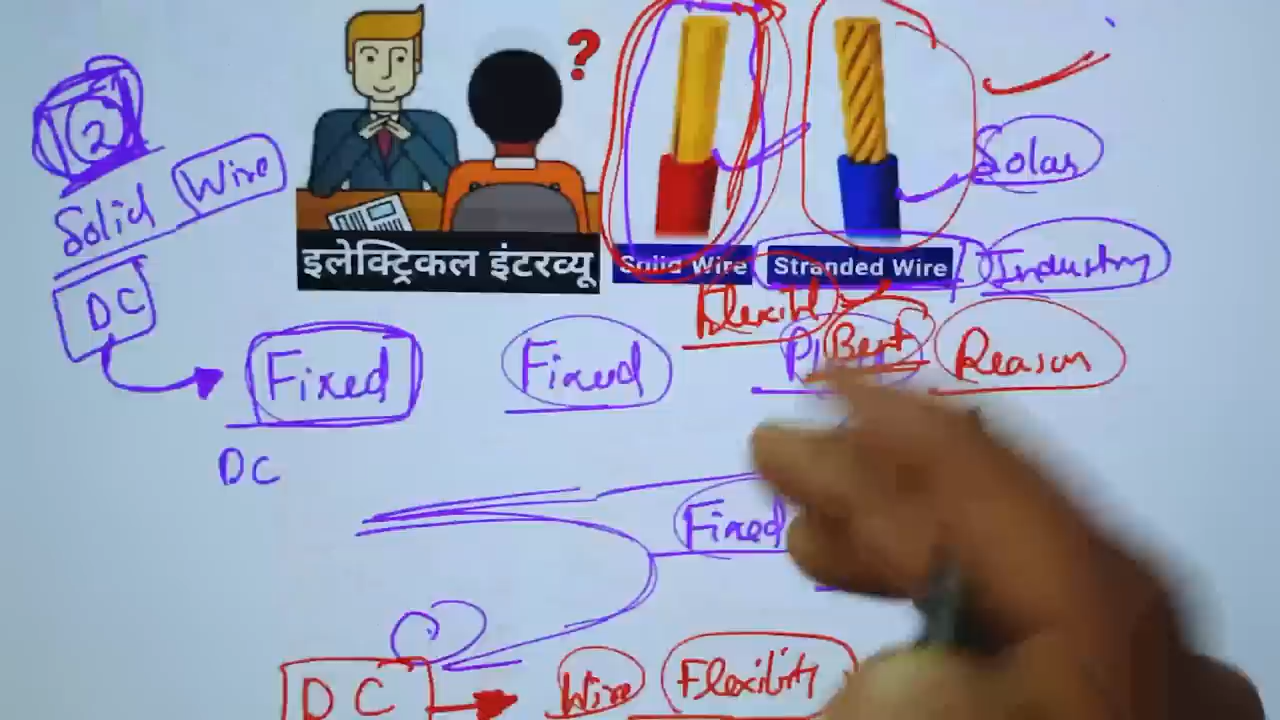 ?
2
Solid Wire
Solar
इलेक्ट्रिकल इंटरव्यू
Solid Wire
Stranded Wire
Industry
DC
Best
Reason
Fixed
Fixed
DC
Fixed
DC
Wire
Flexibility